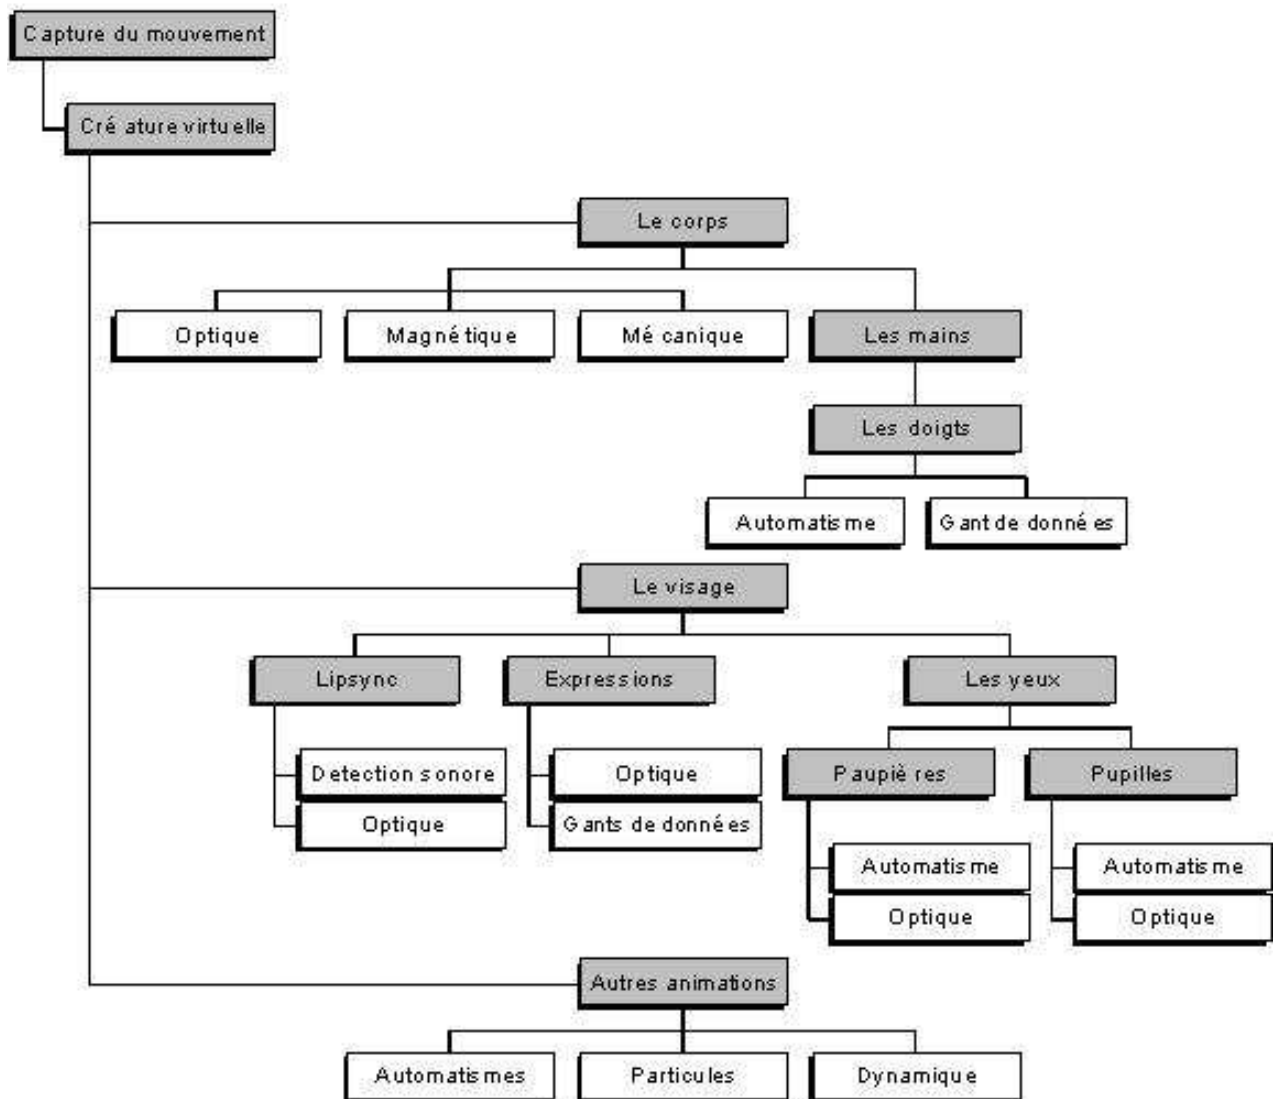 Capture du mouvement
Créature virtuelle
Le corps
Optique
Magnétique
Mécanique
Les mains
Les doigts
Automatisme
Gant de données
Le visage
Lipsync
Expressions
Les yeux
Detection sonore
Optique
Paupières
Pupilles
Optique
Gants de données
Automatisme
Automatisme
Optique
Optique
Autres animations
Automatismes
Particules
Dynamique